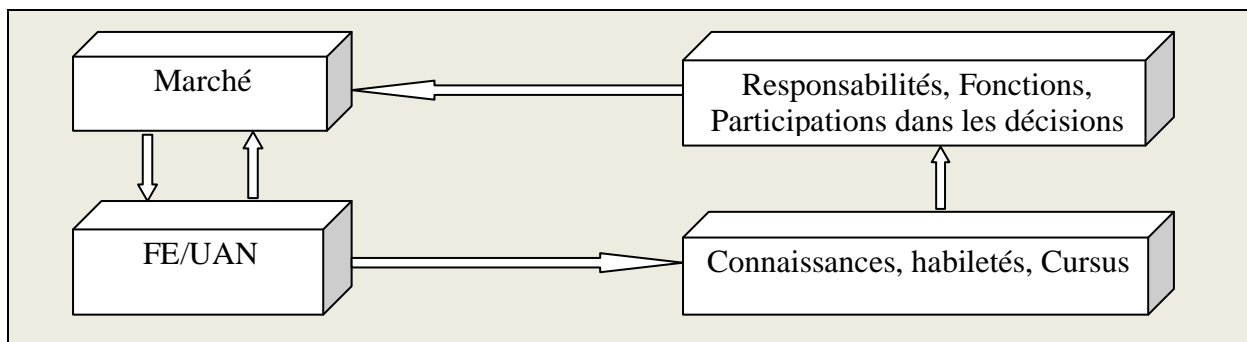 Marché
Responsabilités, Fonctions,
Participations dans les décisions
FE/UAN
Connaissances, habiletés, Cursus